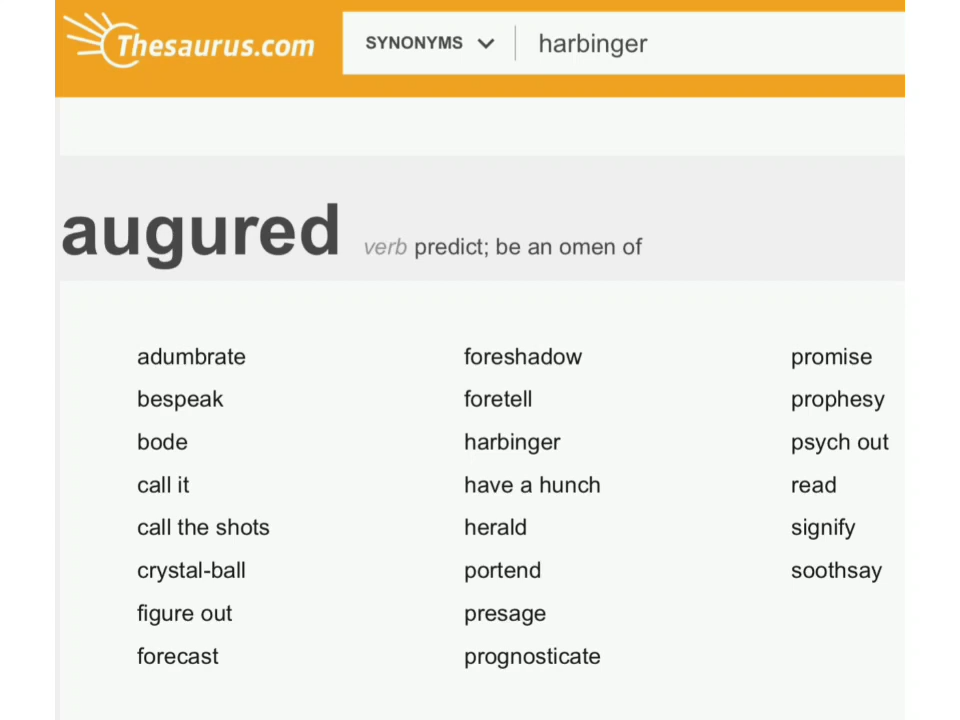 Thesaurus.com SYNONYMS harbinger
augured verb predict; be an omen of
adumbrate foreshadow promise
bespeak foretell prophesy
bode harbinger psych out
call it have a hunch read
call the shots herald signify
crystal-ball portend soothsay
figure out presage
forecast prognosticate